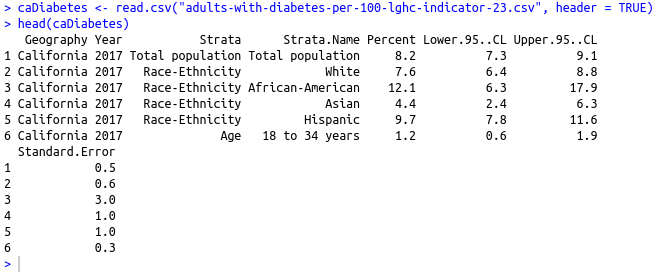 > caDiabetes <- read.csv("adults-with-diabetes-per-100-lghc-indicator-23.csv", header = TRUE)
> head(caDiabetes)
   Geography Year           Strata      Strata.Name Percent Lower.95..CL Upper.95..CL
1 California 2017 Total population Total population     8.2          7.3          9.1
2 California 2017   Race-Ethnicity            White     7.6          6.4          8.8
3 California 2017   Race-Ethnicity African-American    12.1          6.3         17.9
4 California 2017   Race-Ethnicity            Asian     4.4          2.4          6.3
5 California 2017   Race-Ethnicity         Hispanic     9.7          7.8         11.6
6 California 2017              Age   18 to 34 years     1.2          0.6          1.9
  Standard.Error
1            0.5
2            0.6
3            3.0
4            1.0
5            1.0
6            0.3
>